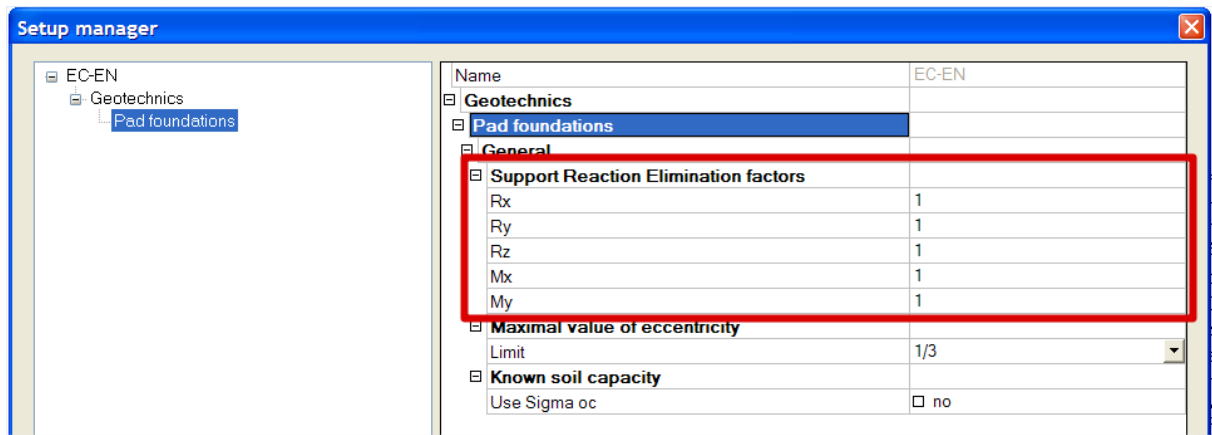 Setup manager
EC-EN
Geotechnics
Pad foundations
Name EC-EN
Geotechnics
Pad foundations
General
Support Reaction Elimination factors
Rx 1
Ry 1
Rz 1
Mx 1
My 1
Maximal value of eccentricity
Limit 1/3
Known soil capacity
Use Sigma oc no